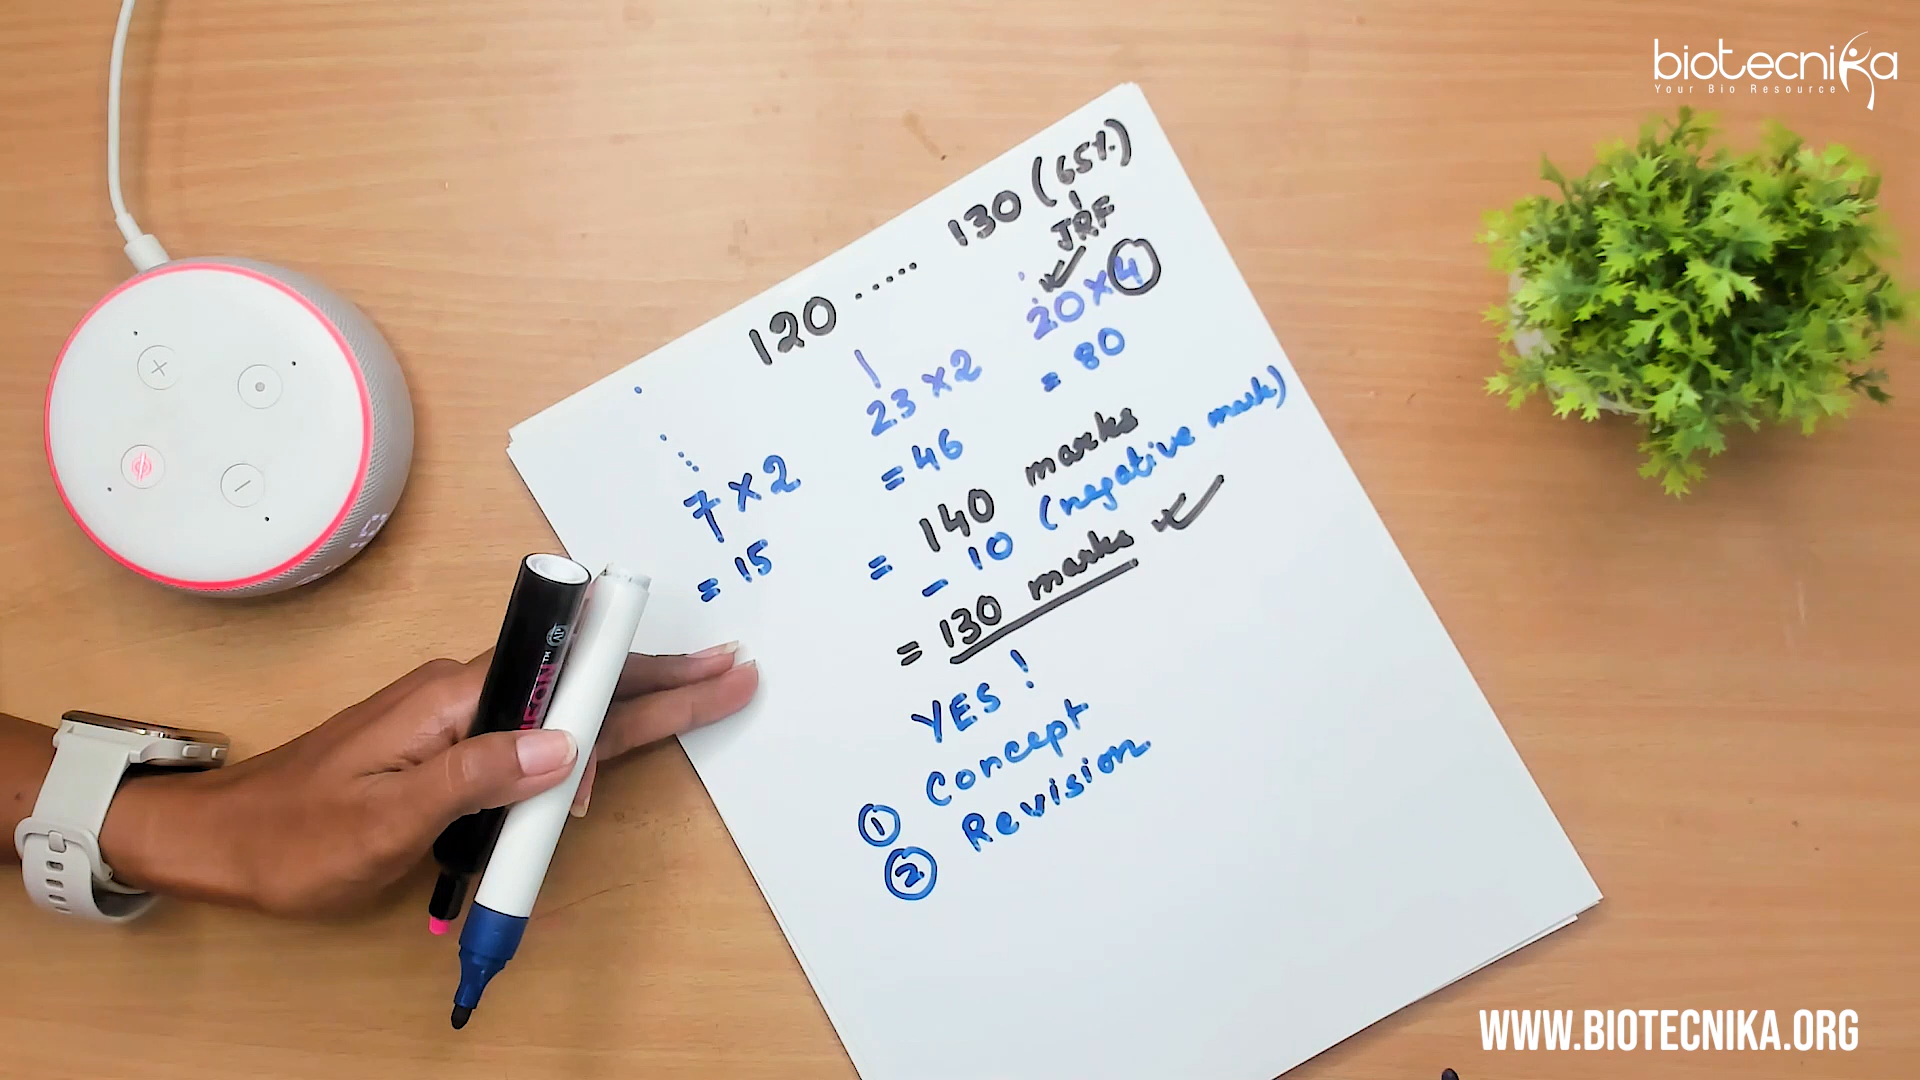 biotecnika
Your Bio Resource
120 ...... 130 (65%)
JRF
7 x 2
= 15
23 x 2
= 46
20 x 4
= 80
= 140 marks
- 10 (negative mark)
= 130 marks
YES!
① Concept
② Revision
WWW.BIOTECNIKA.ORG